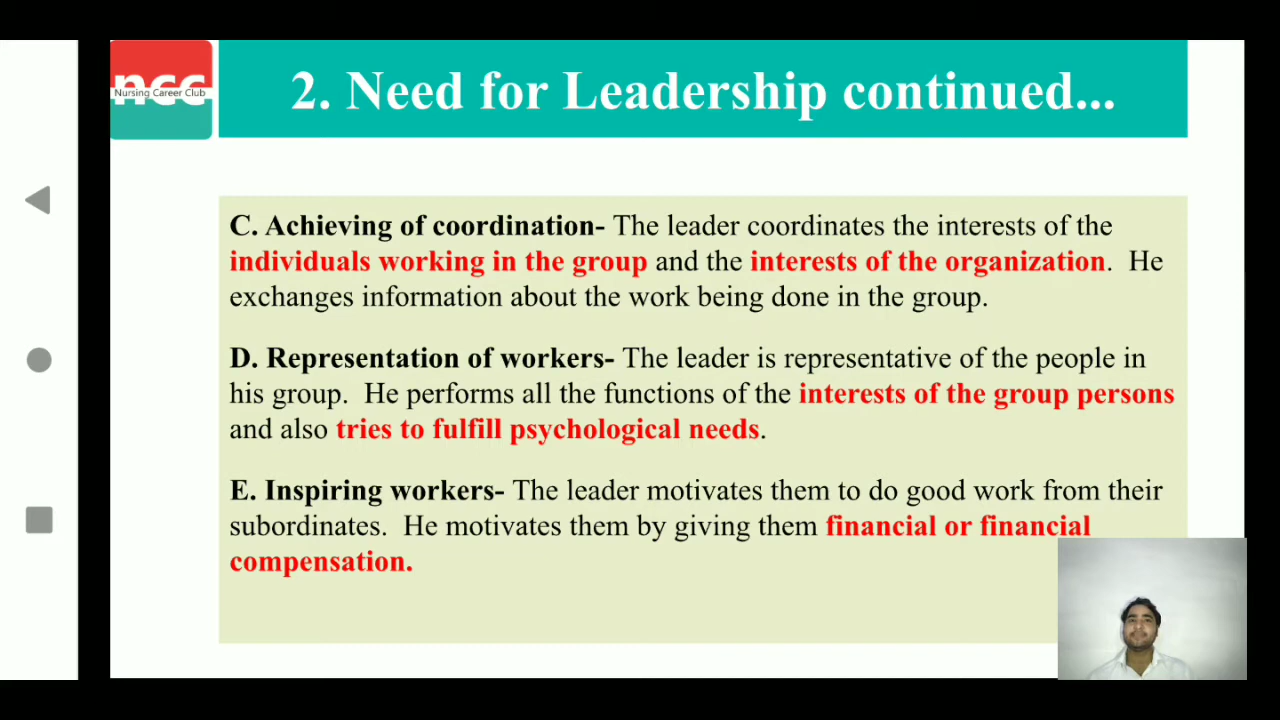 ncc
Nursing Career Club
2. Need for Leadership continued...
C. Achieving of coordination- The leader coordinates the interests of the
individuals working in the group and the interests of the organization. He
exchanges information about the work being done in the group.
D. Representation of workers- The leader is representative of the people in
his group. He performs all the functions of the interests of the group persons
and also tries to fulfill psychological needs.
E. Inspiring workers- The leader motivates them to do good work from their
subordinates. He motivates them by giving them financial or financial
compensation.